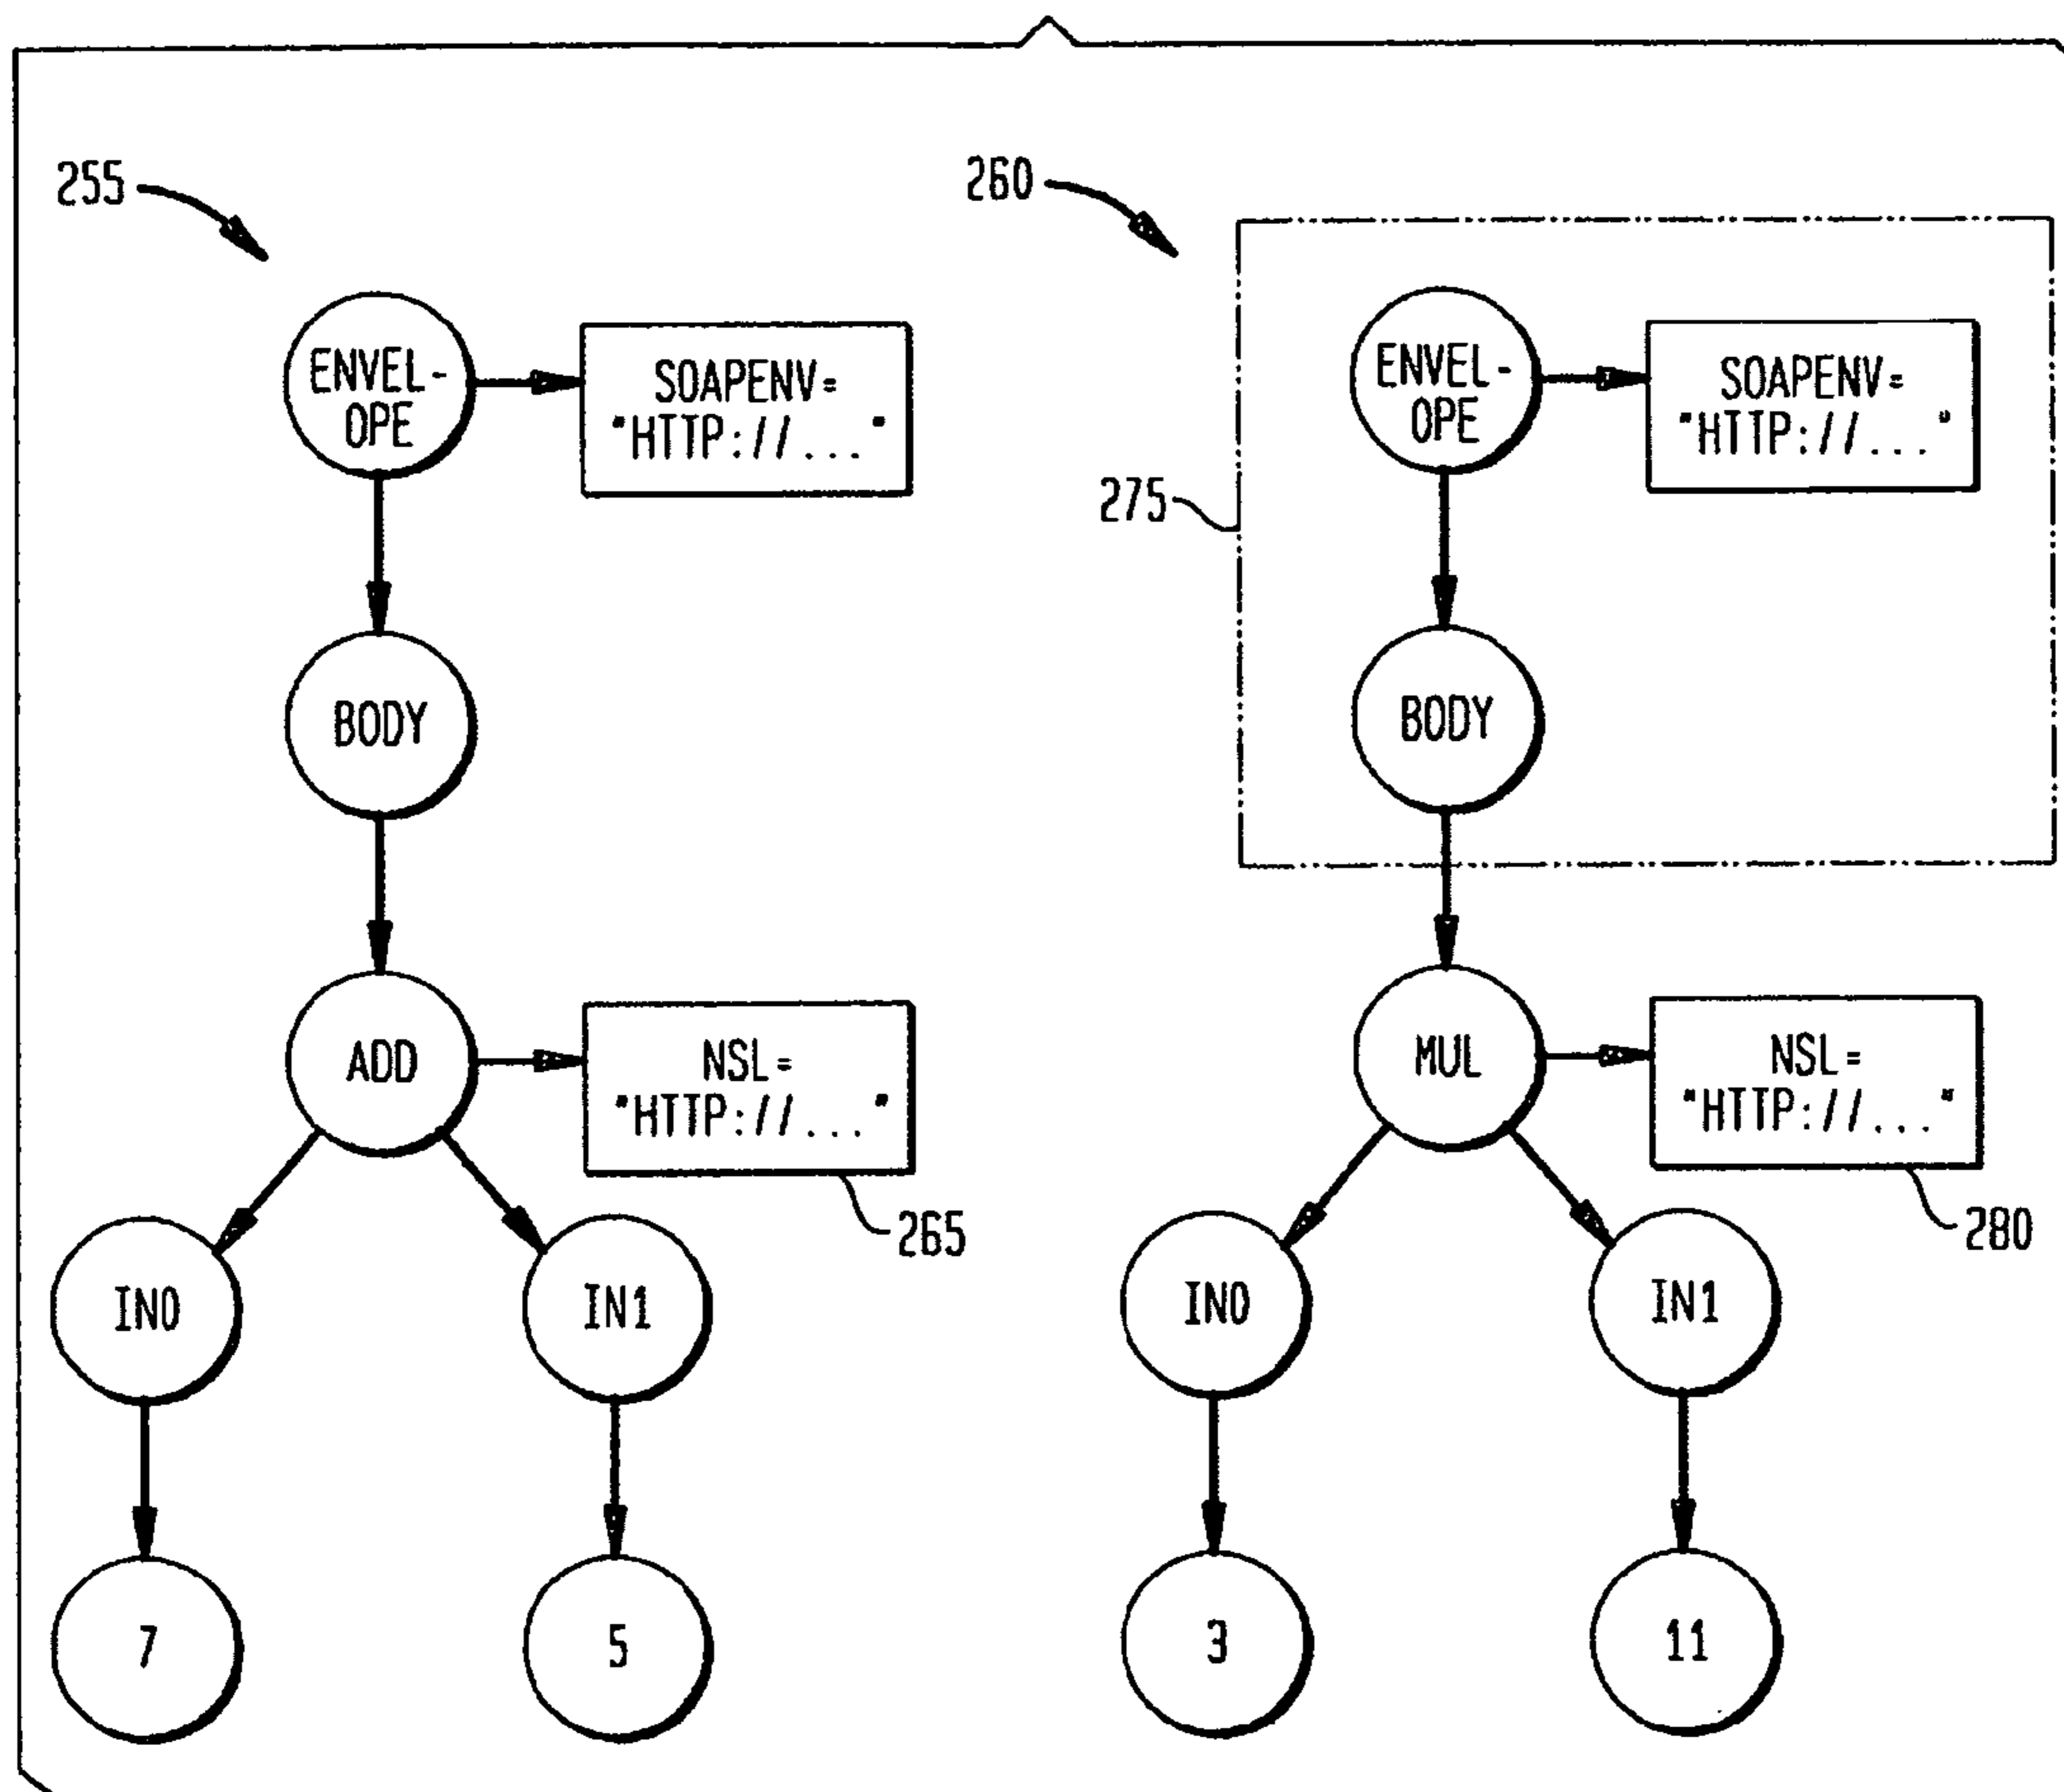 255
260
ENVEL-
OPE
SOAPENV=
"HTTP://..."
ENVEL-
OPE
SOAPENV=
"HTTP://..."
275
BODY
BODY
ADD
NSL=
"HTTP://..."
MUL
NSL=
"HTTP://..."
265
280
IN0
IN1
IN0
IN1
7
5
3
11